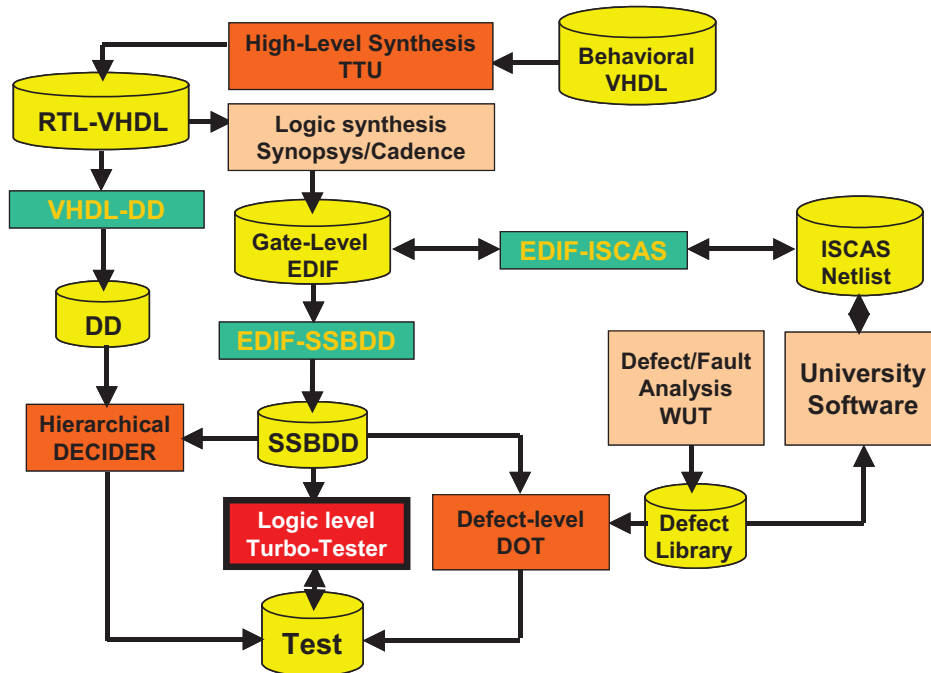 High-Level Synthesis
TTU
Behavioral
VHDL
RTL-VHDL
Logic synthesis
Synopsys/Cadence
VHDL-DD
Gate-Level
EDIF
EDIF-ISCAS
ISCAS
Netlist
DD
EDIF-SSBDD
Defect/Fault
Analysis
WUT
University
Software
Hierarchical
DECIDER
SSBDD
Logic level
Turbo-Tester
Defect-level
DOT
Defect
Library
Test